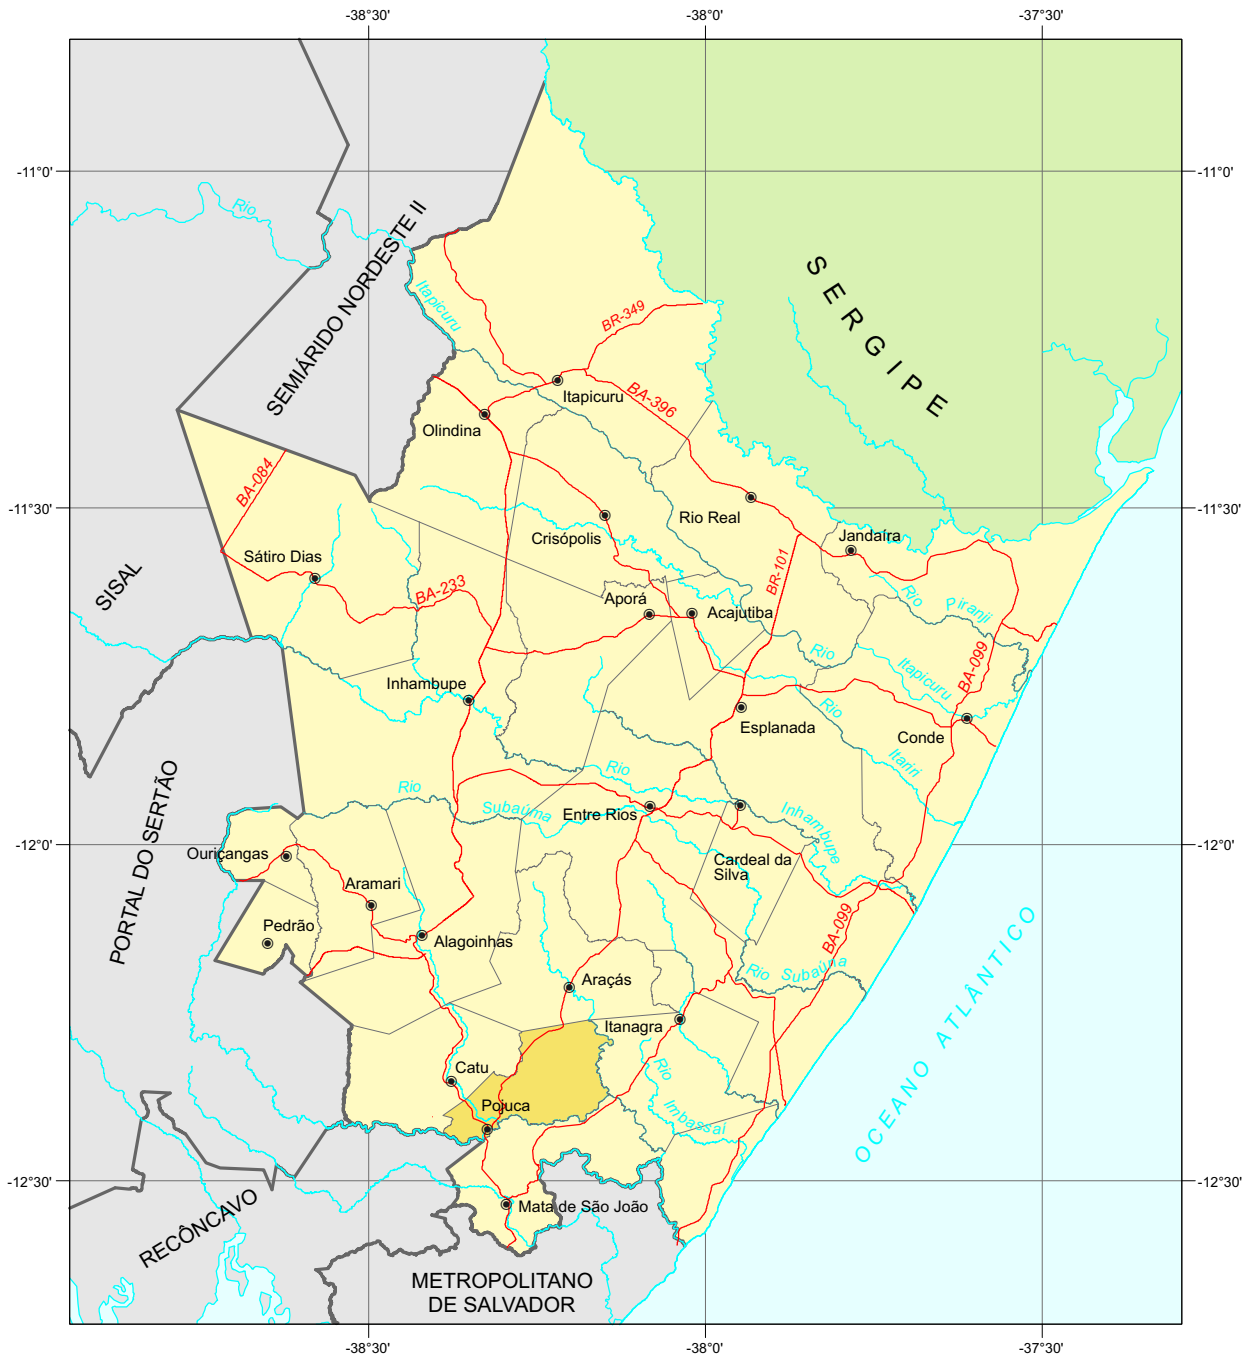 -38°30'
-38°0'
-37°30'
-11°0'
-11°0'
Rio
SEMIÁRIDO NORDESTE II
Itapicuru
SERGIPE
BR-349
Itapicuru
BA-396
Olindina
BA-084
-11°30'
-11°30'
Rio Real
Crisópolis
Jandaíra
Sátiro Dias
SISAL
BA-233
BR-101
Aporá
Acajutiba
Rio
Piranji
Rio
Itapicuru
BA-099
Inhambupe
Rio
Esplanada
Conde
Itariri
PORTAL DO SERTÃO
Rio
Rio
Subaúma
Entre Rios
Inhambupe
-12°0'
-12°0'
Ouriçangas
Cardeal da
Silva
Aramari
Pedrão
Alagoinhas
BA-099
OCEANO ATLÂNTICO
Rio
Subaúma
Araçás
Itanagra
Catu
Rio
Pojuca
Imbassai
-12°30'
-12°30'
Mata de São João
RECÔNCAVO
METROPOLITANO
DE SALVADOR
-38°30'
-38°0'
-37°30'